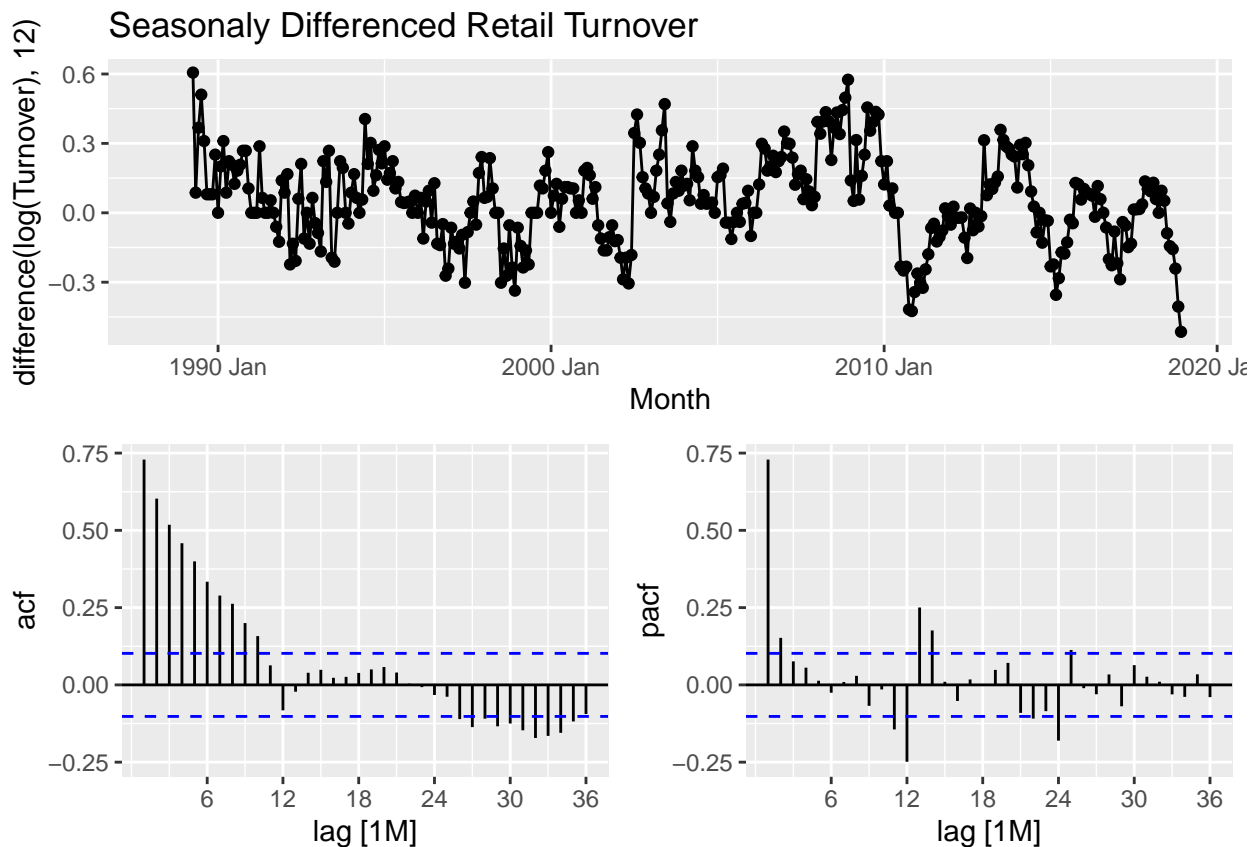 Seasonaly Differenced Retail Turnover
difference(log(Turnover), 12)
0.6
0.3
0.0
−0.3
1990 Jan
2000 Jan
2010 Jan
2020 Ja
Month
acf
0.75
0.50
0.25
0.00
−0.25
6
12
18
24
30
36
lag [1M]
pacf
0.75
0.50
0.25
0.00
−0.25
6
12
18
24
30
36
lag [1M]